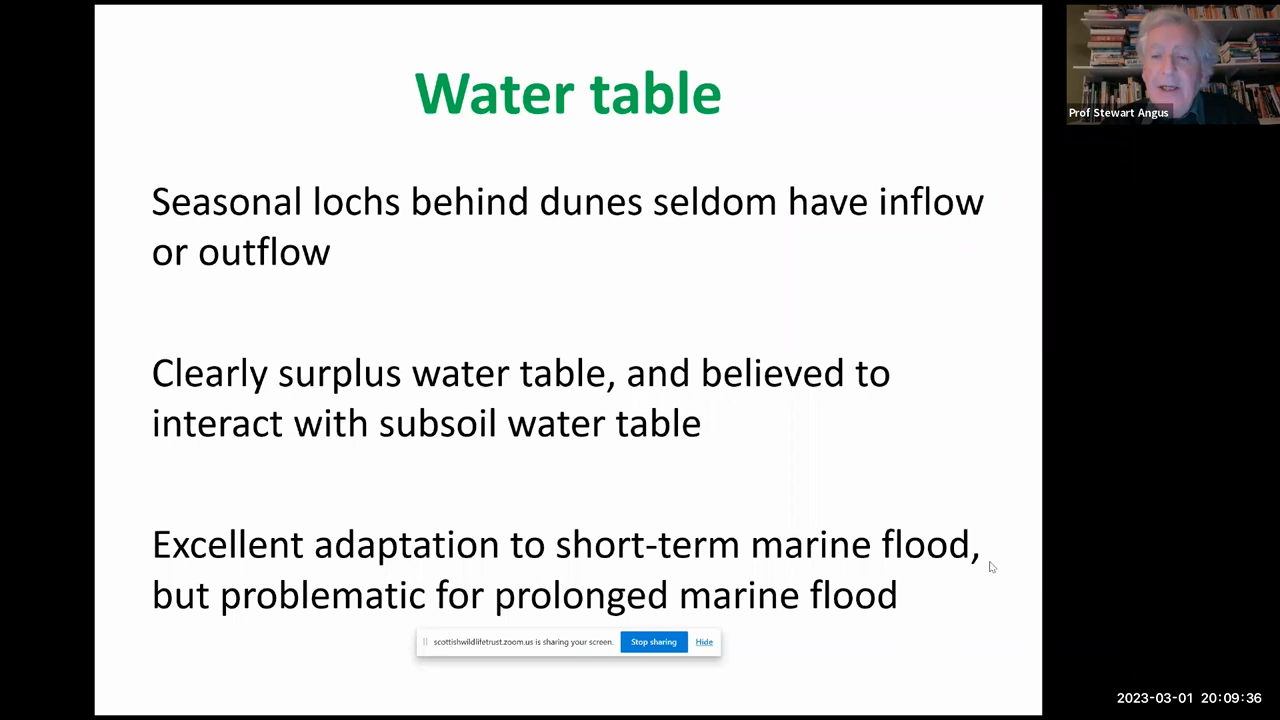 Water table
Prof Stewart Angus
Seasonal lochs behind dunes seldom have inflow
or outflow
Clearly surplus water table, and believed to
interact with subsoil water table
Excellent adaptation to short-term marine flood,
but problematic for prolonged marine flood
scottishwildlifetrust.zoom.us is sharing your screen. Stop sharing Hide
2023-03-01 20:09:36